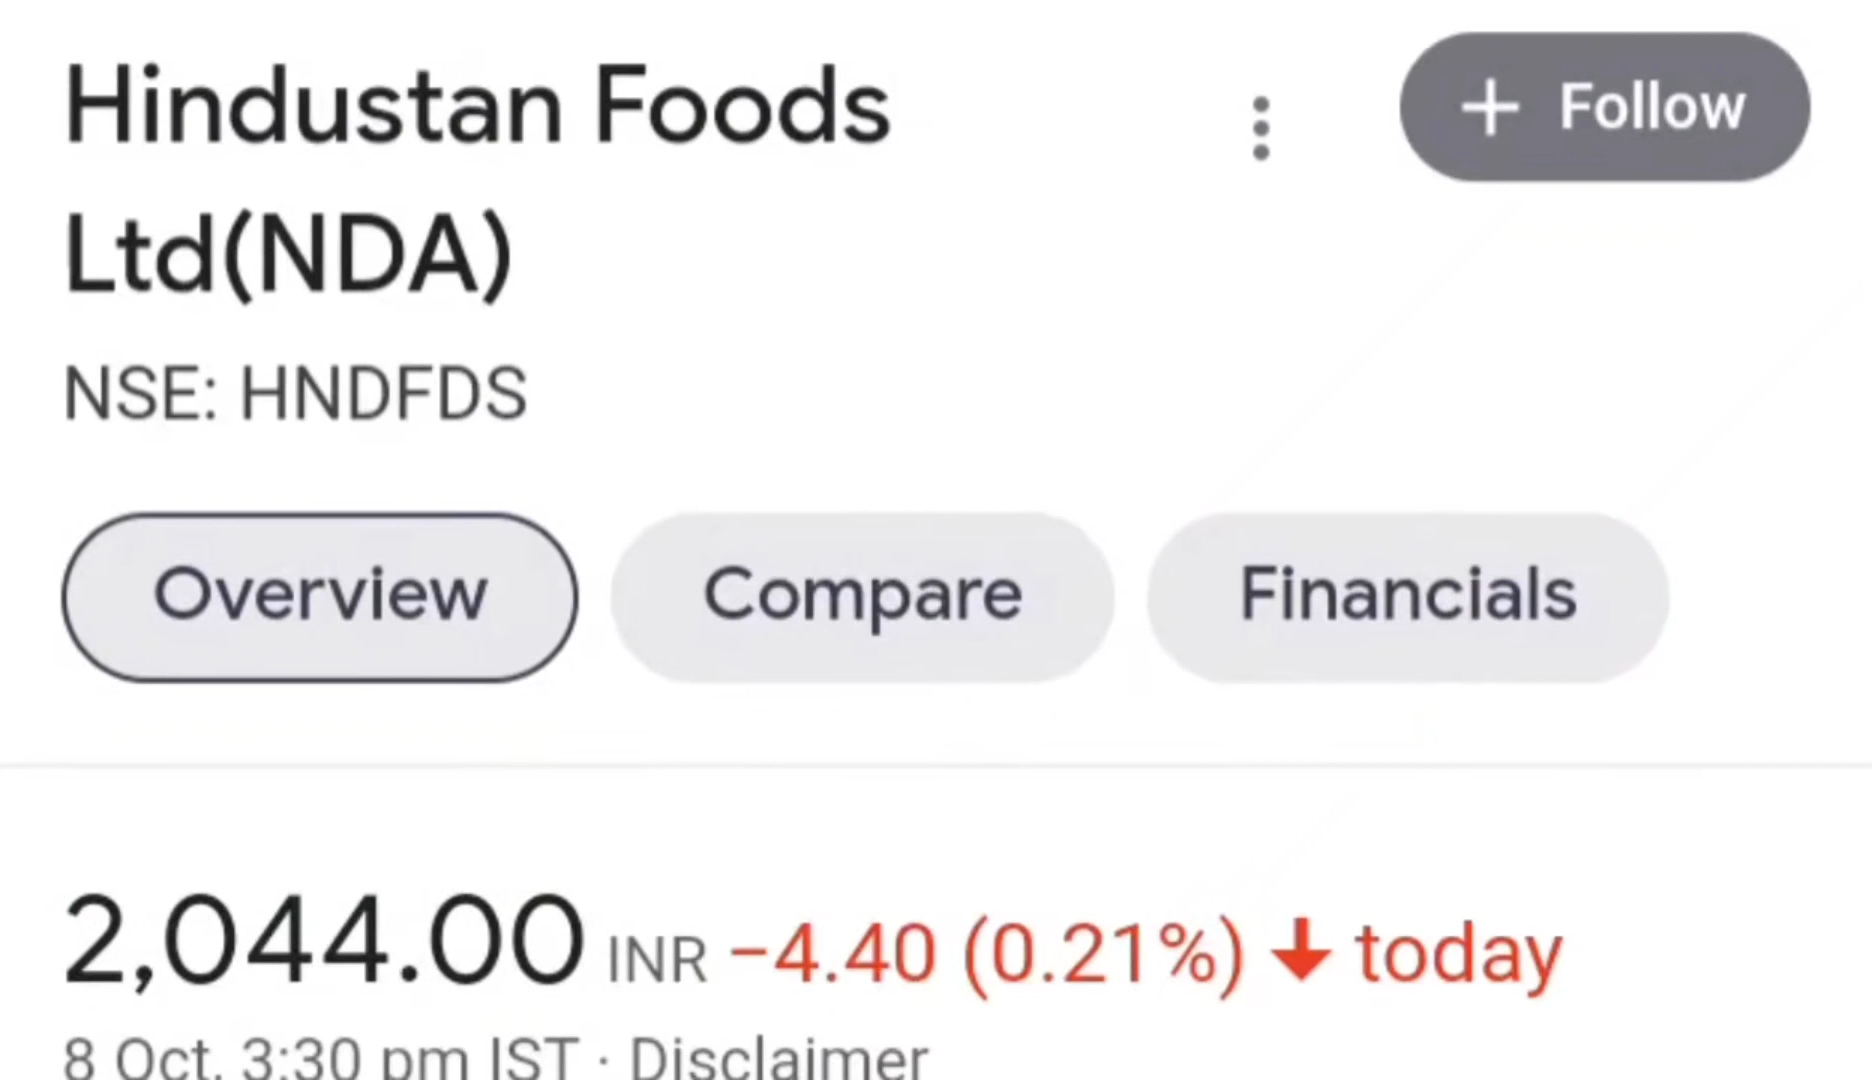 Hindustan Foods
Ltd(NDA)
+ Follow
NSE: HNDFDS
Overview
Compare
Financials
2,044.00 INR −4.40 (0.21%) ↓ today
8 Oct, 3:30 pm IST · Disclaimer